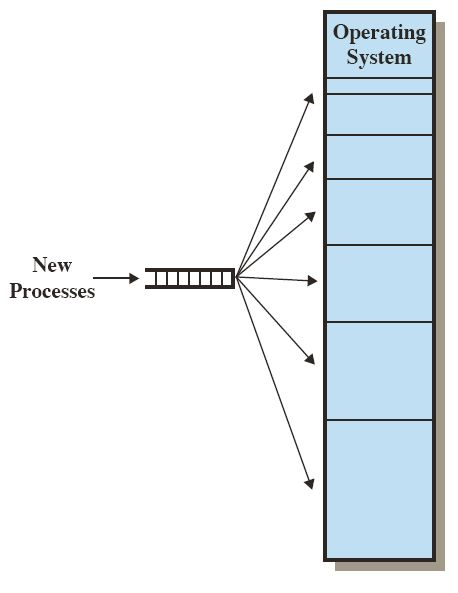 Operating
System
New
Processes